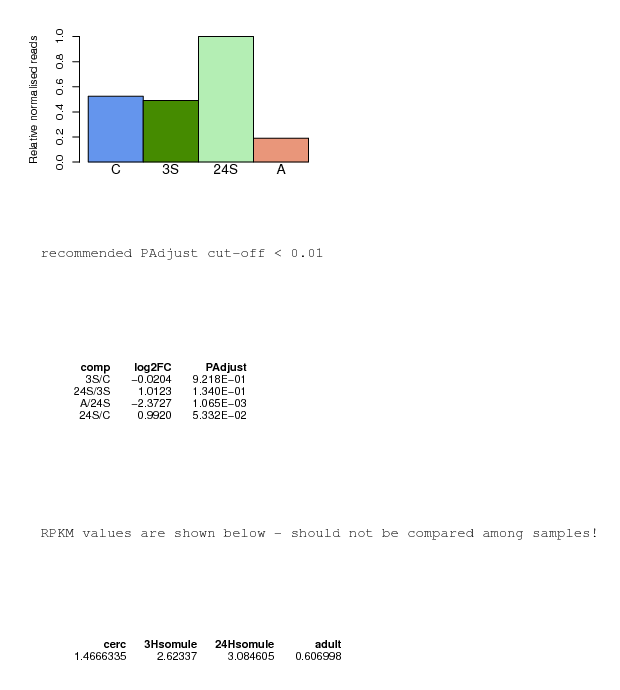 Relative normalised reads
1.0
0.8
0.6
0.4
0.2
0.0
C 3S 24S A
recommended PAdjust cut-off < 0.01
comp log2FC PAdjust
3S/C −0.0204 9.218E−01
24S/3S 1.0123 1.340E−01
A/24S −2.3727 1.065E−03
24S/C 0.9920 5.332E−02
RPKM values are shown below - should not be compared among samples!
cerc 3Hsomule 24Hsomule adult
1.4666335 2.62337 3.084605 0.606998